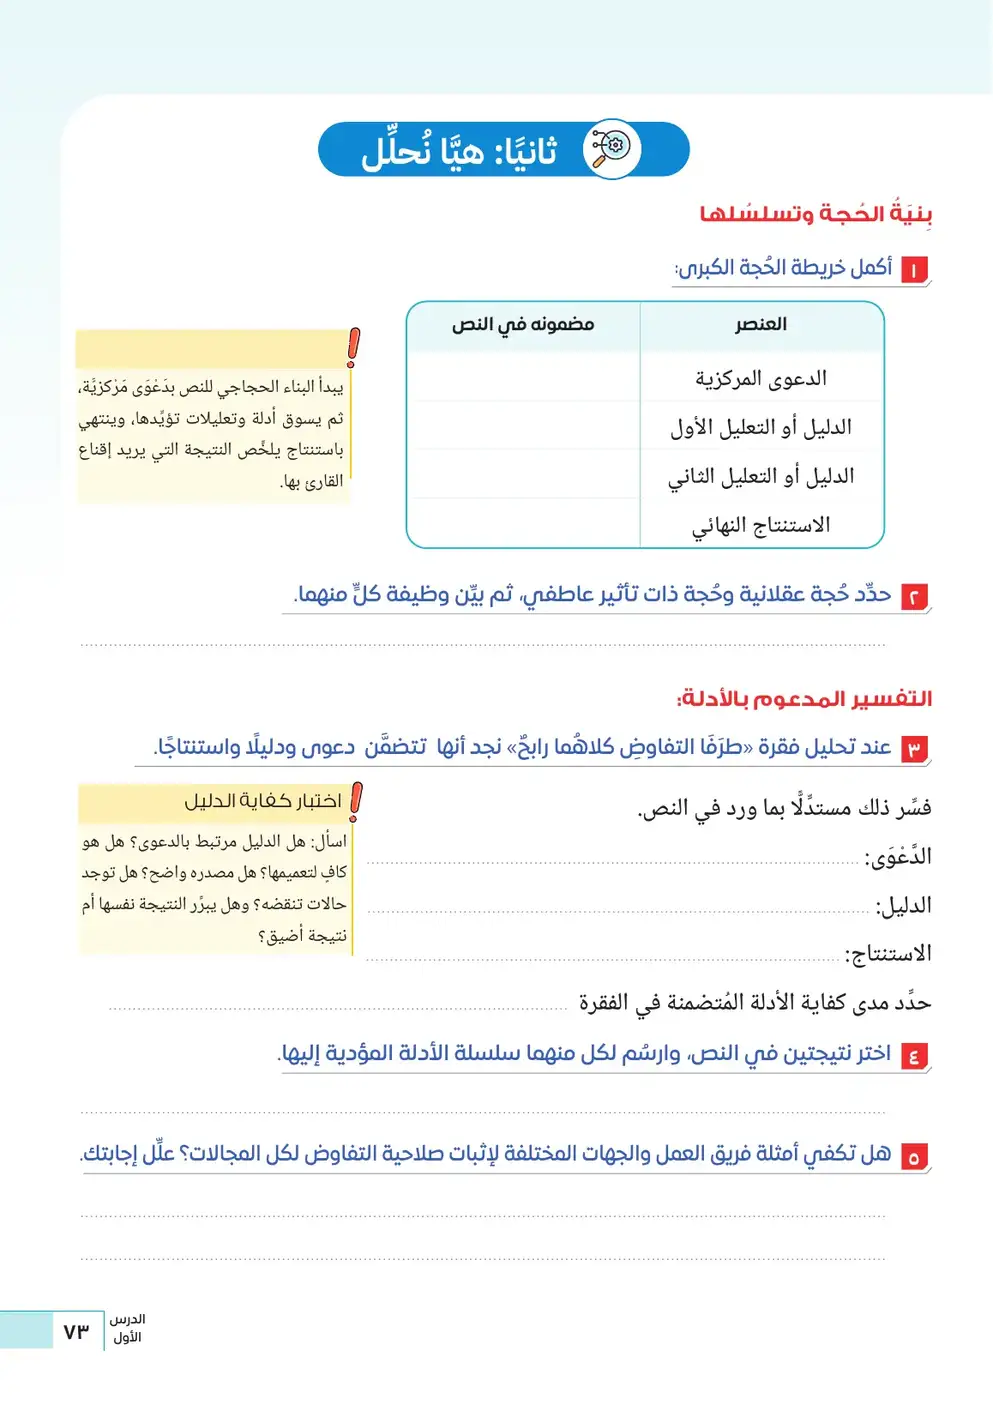 ثانيًا: هيَّا نُحلِّل
بِنيَةُ الحُجة وتسلسُلها
١ أكمل خريطة الحُجة الكبرى:
العنصر مضمونه في النص
الدعوى المركزية
الدليل أو التعليل الأول
الدليل أو التعليل الثاني
الاستنتاج النهائي
!
يبدأ البناء الحجاجي للنص بدَعْوَى مَرْكزيَّة،
ثم يسوق أدلة وتعليلات تؤيِّدها، وينتهي
باستنتاج يلخَّص النتيجة التي يريد إقناع
القارئ بها.
٢ حدِّد حُجة عقلانية وحُجة ذات تأثير عاطفي، ثم بيِّن وظيفة كلٍّ منهما.
التفسير المدعوم بالأدلة:
٣ عند تحليل فقرة «طرَفَا التفاوضِ كلاهُما رابحٌ» نجد أنها تتضمَّن دعوى ودليلًا واستنتاجًا.
فسِّر ذلك مستدِّلًّا بما ورد في النص.
الدَّعْوَى:
الدليل:
الاستنتاج:
حدِّد مدى كفاية الأدلة المُتضمنة في الفقرة
! اختبار كفاية الدليل
اسأل: هل الدليل مرتبط بالدعوى؟ هل هو
كافٍ لتعميمها؟ هل مصدره واضح؟ هل توجد
حالات تنقضه؟ وهل يبرِّر النتيجة نفسها أم
نتيجة أضيق؟
٤ اختر نتيجتين في النص، وارسُم لكل منهما سلسلة الأدلة المؤدية إليها.
٥ هل تكفي أمثلة فريق العمل والجهات المختلفة لإثبات صلاحية التفاوض لكل المجالات؟ علِّل إجابتك.
الدرس
الأول
٧٣